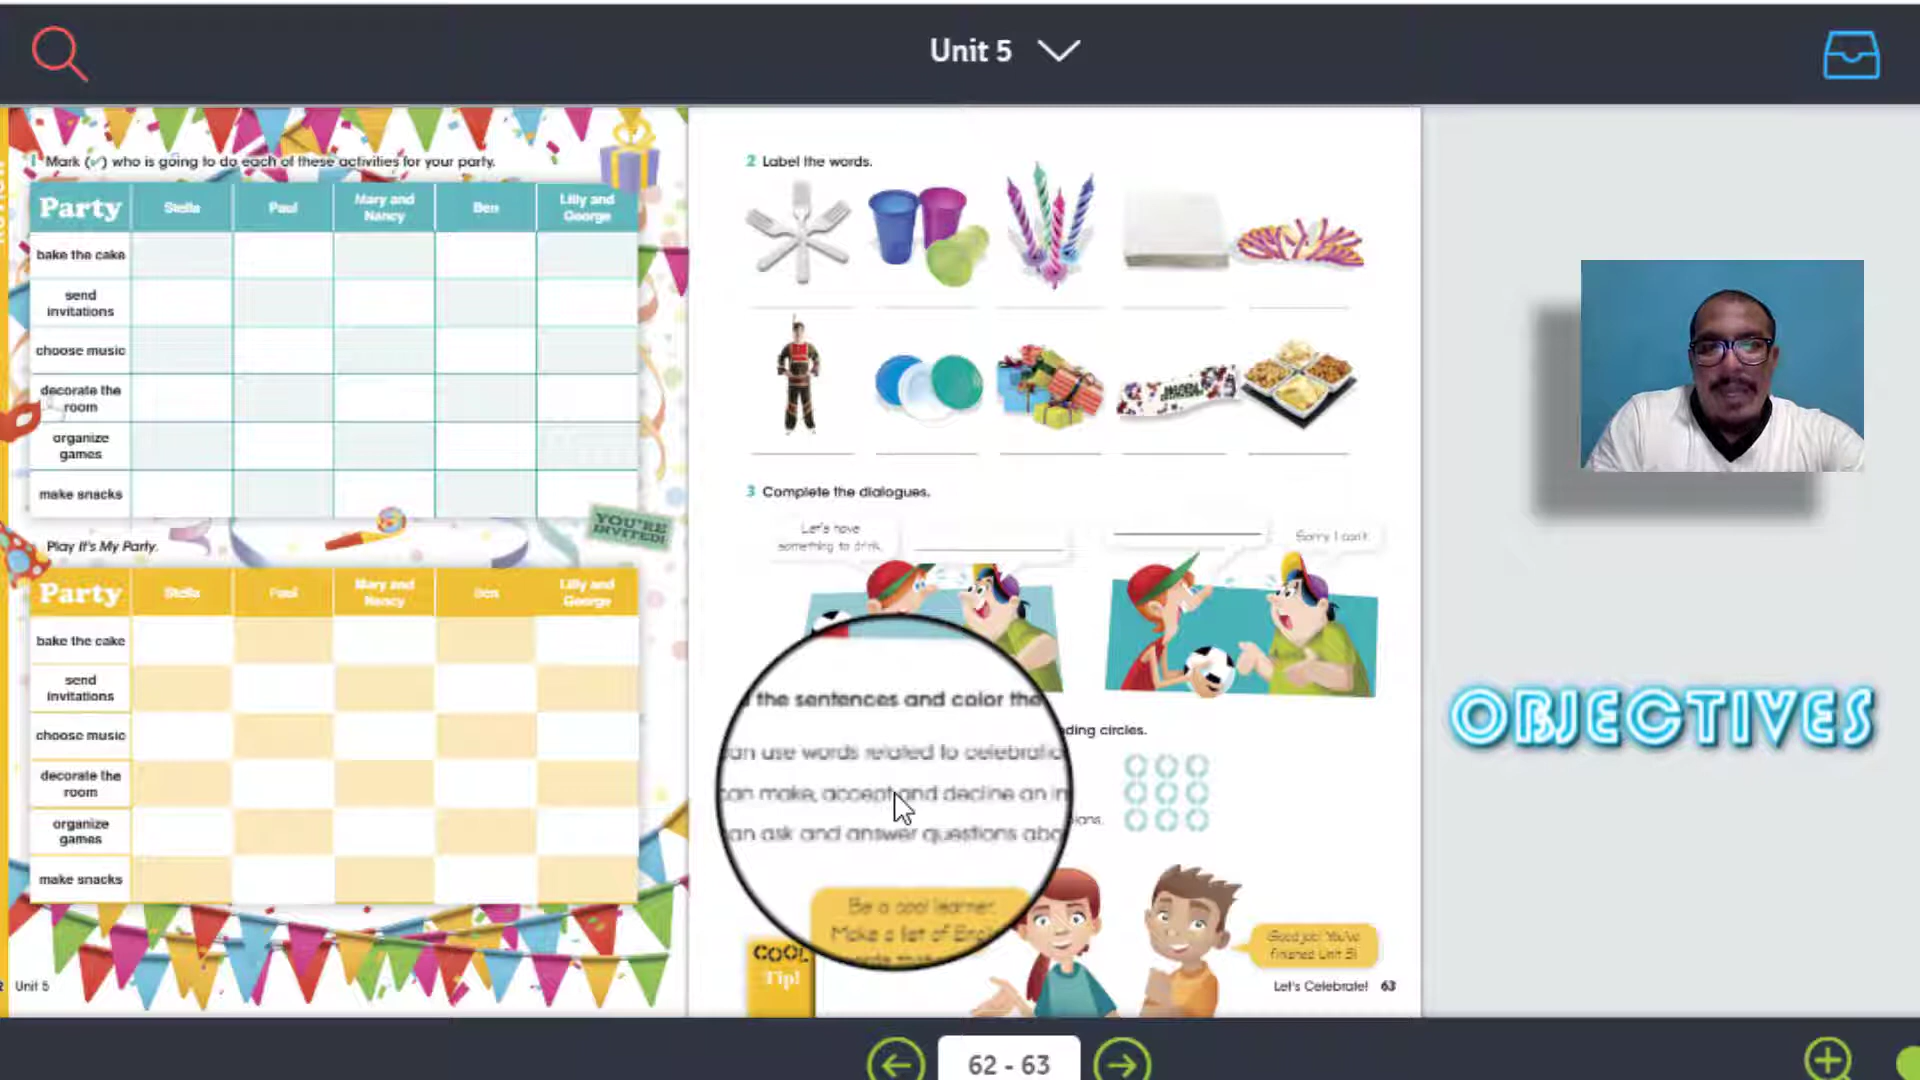 Unit 5
1 Mark (✓) who is going to do each of these activities for your party.
Party Stella Paul Mary and Nancy Ben Lilly and George
bake the cake
send invitations
choose music
decorate the room
organize games
make snacks
YOU'RE INVITED!
Play It's My Party.
Party Stella Paul Mary and Nancy Ben Lilly and George
bake the cake
send invitations
choose music
decorate the room
organize games
make snacks
Unit 5
2 Label the words.
3 Complete the dialogues.
Let's have
something to drink.
Sorry I can't.
the sentences and color the
ding circles.
an use words related to celebratio
can make, accept and decline an in
an ask and answer questions abo
Be a cool learner.
Make a list of
COOL
Tip!
Good job! You've
finished Unit 5!
Let's Celebrate! 63
OBJECTIVES
62 - 63